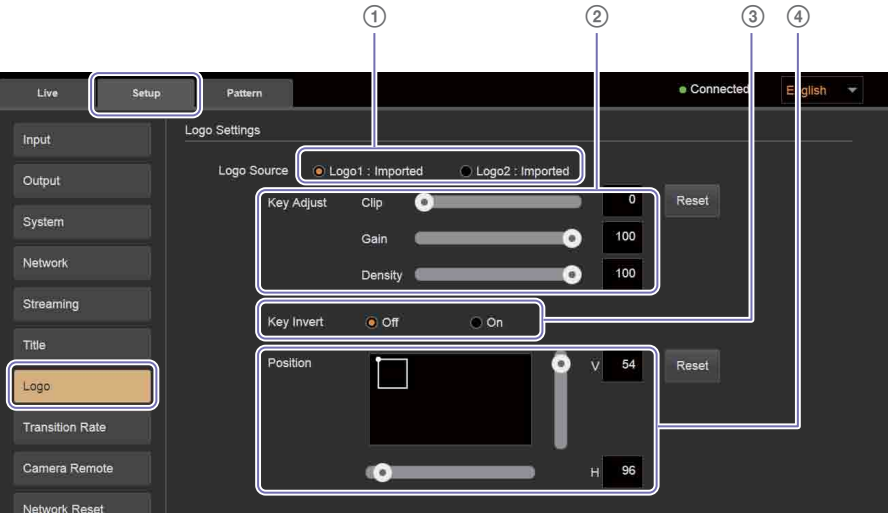 1 2 3 4
Live Setup Pattern Connected English
Logo Settings
Input
Logo Source Logo1 : Imported Logo2 : Imported
Output
Key Adjust Clip 0 Reset
System
Gain 100
Network
Density 100
Streaming
Key Invert Off On
Title
Position V 54 Reset
Logo
Transition Rate
Camera Remote
H 96
Network Reset